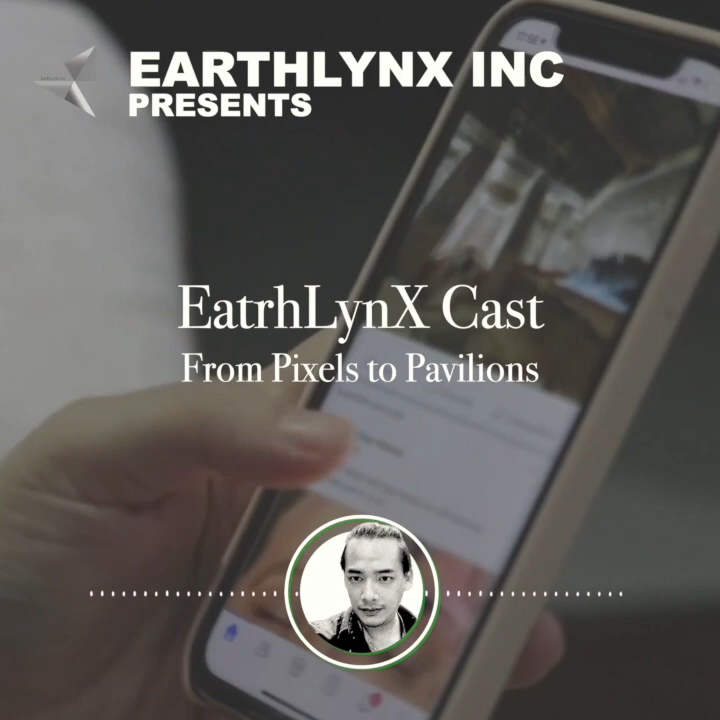 EARTHLYNX INC
PRESENTS
EatrhLynX Cast
From Pixels to Pavilions